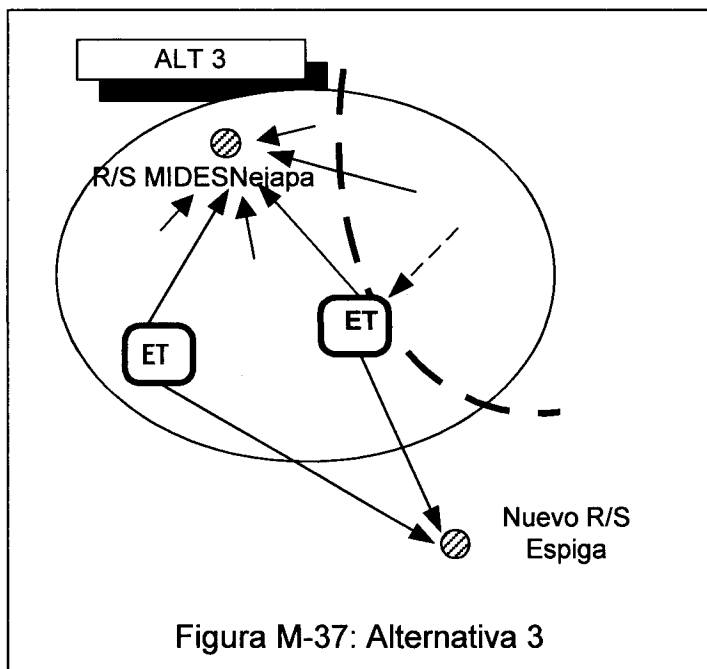 ALT 3
R/S MIDESNejapa
ET
ET
Nuevo R/S
Espiga
Figura M-37: Alternativa 3